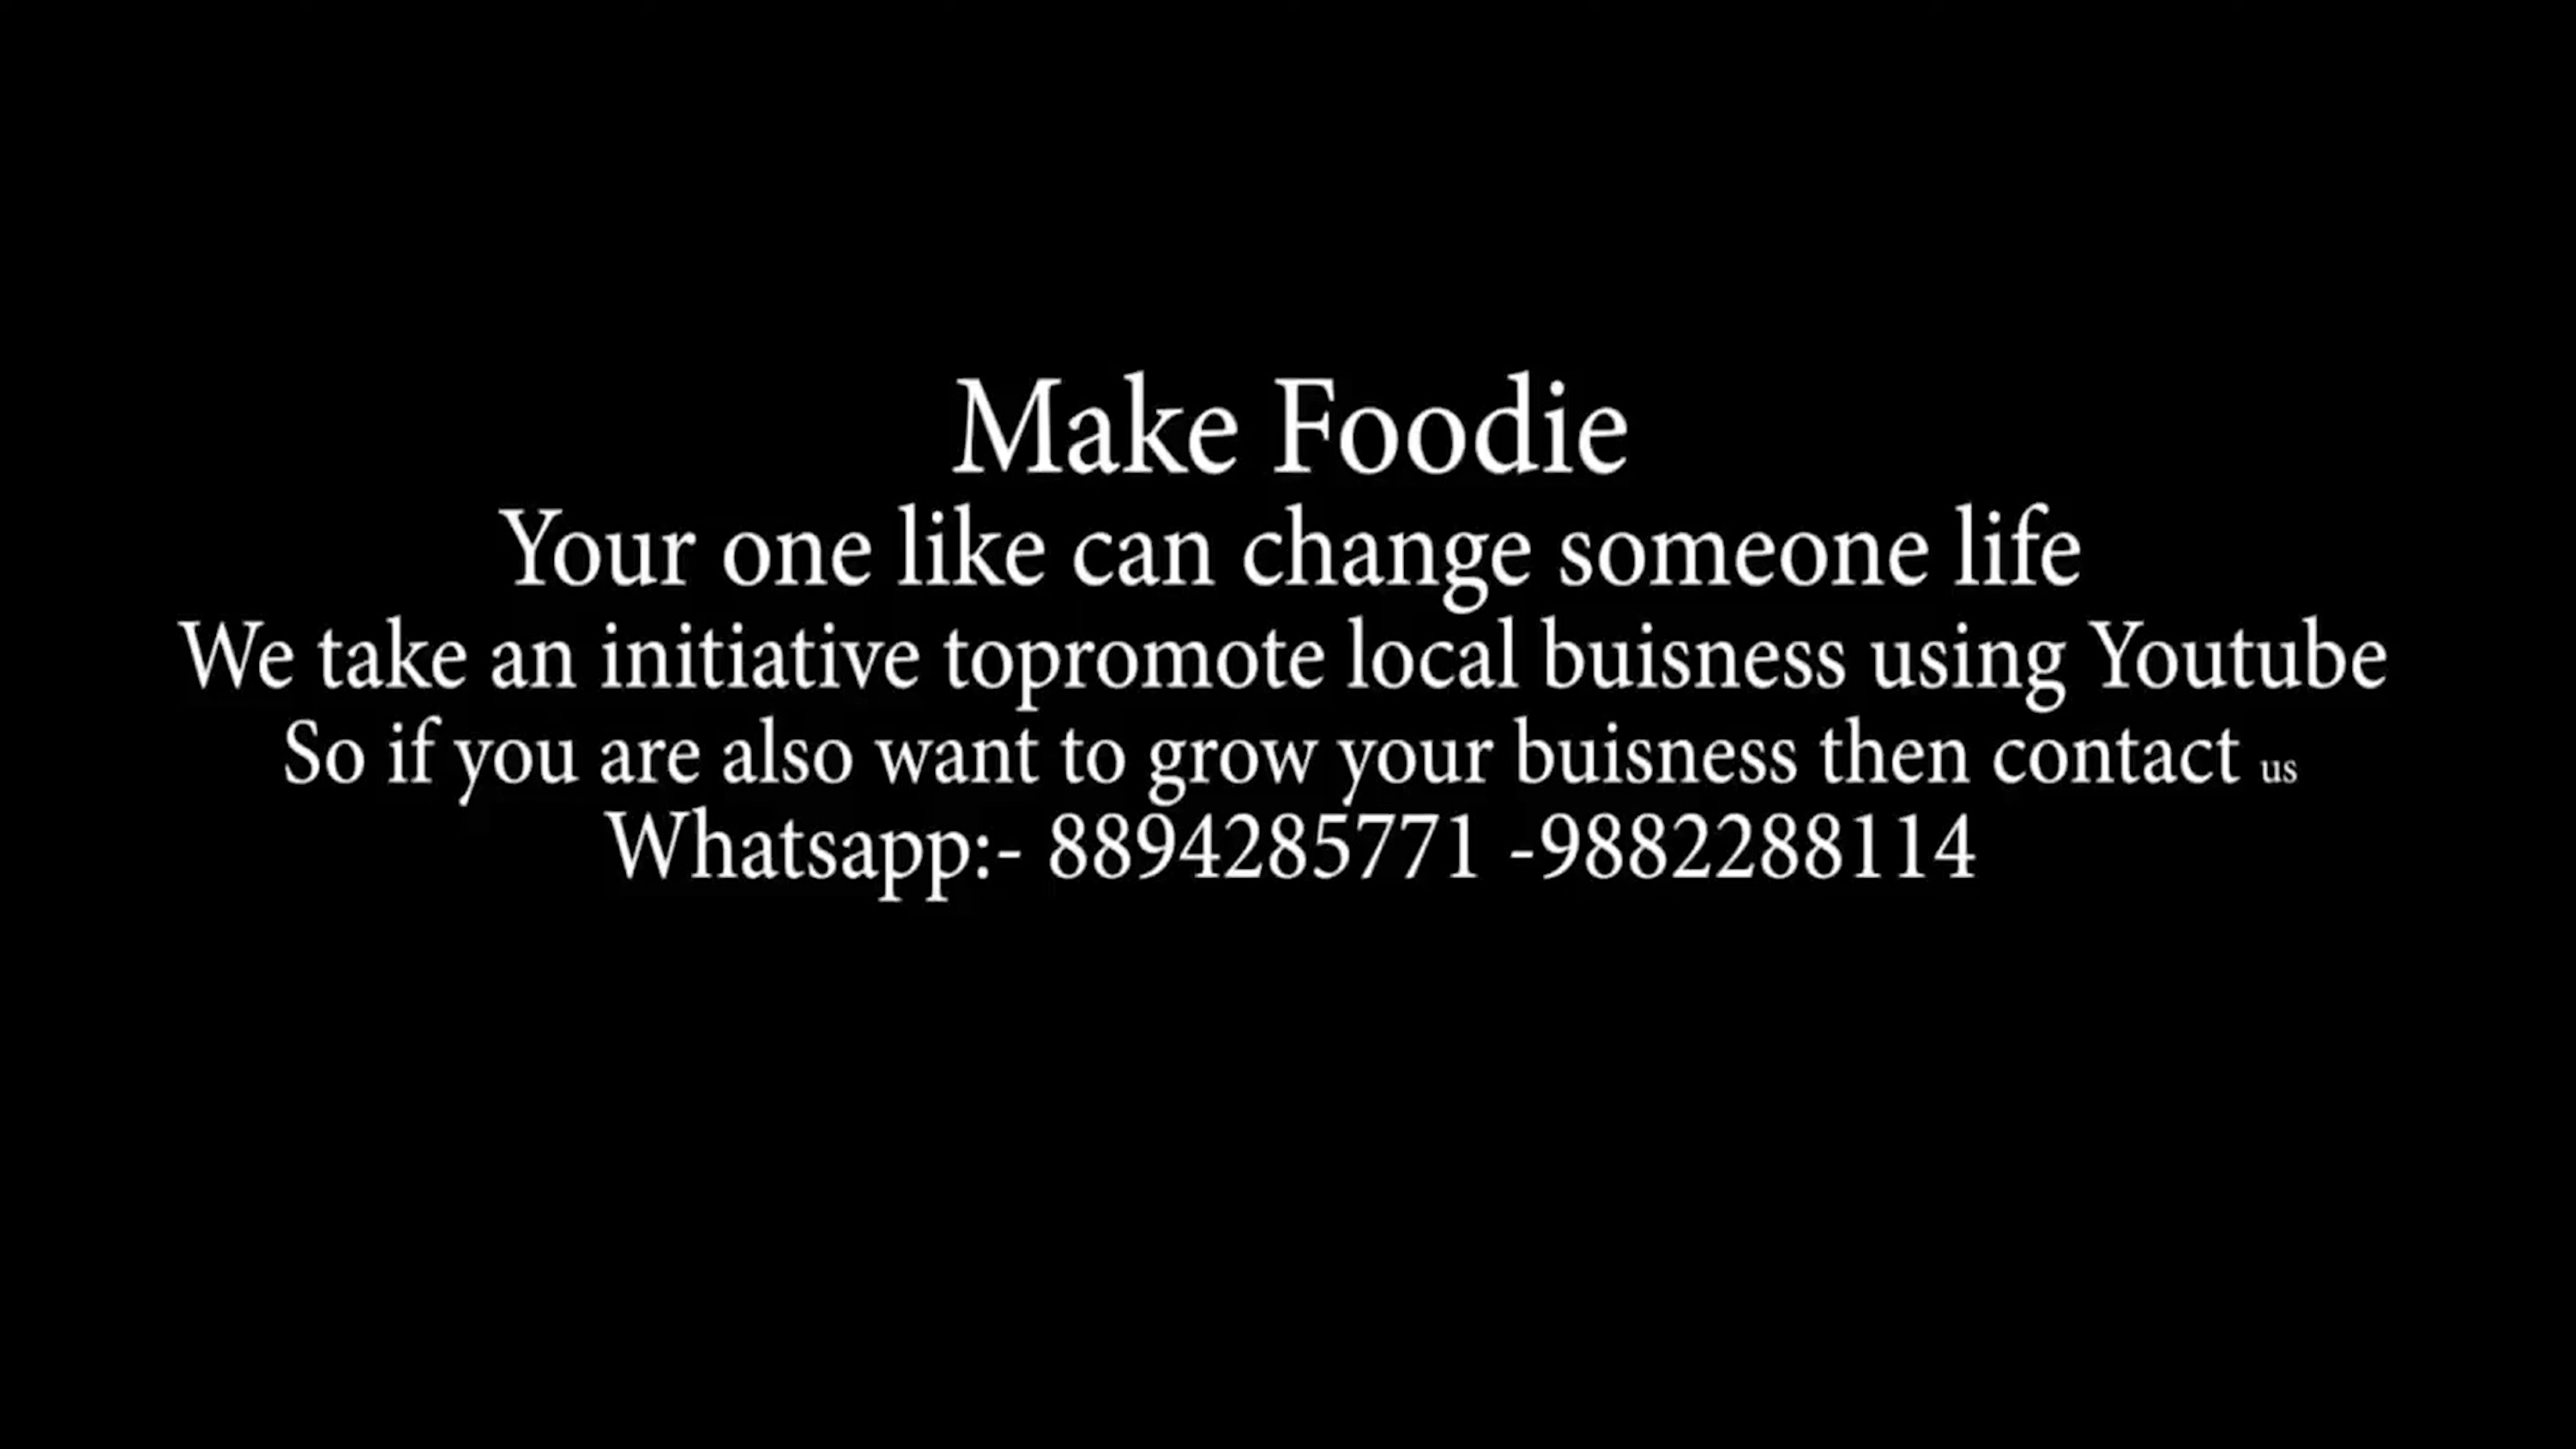 Make Foodie
Your one like can change someone life
We take an initiative topromote local buisness using Youtube
So if you are also want to grow your buisness then contact us
Whatsapp:- 8894285771 -9882288114